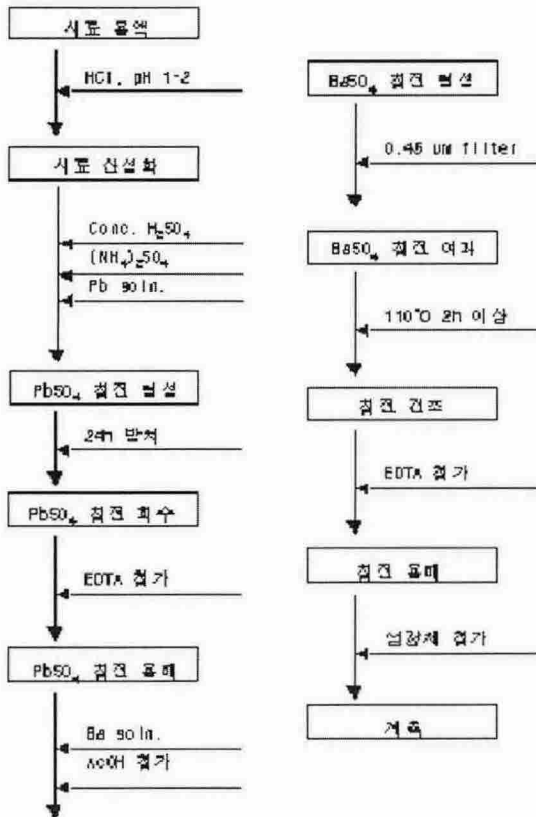 시료 용액
HCl, pH 1-2
시료 산성화
Conc. H₂SO₄
(NH₄)₂SO₄
Pb soln.
PbSO₄ 침전 형성
24h 방치
PbSO₄ 침전 회수
EDTA 첨가
PbSO₄ 침전 용해
Ba soln.
AcOH 첨가
BaSO₄ 침전 형성
0.45 um filter
BaSO₄ 침전 여과
110°C 2h 이상
침전 건조
EDTA 첨가
침전 용해
섬광체 첨가
계측